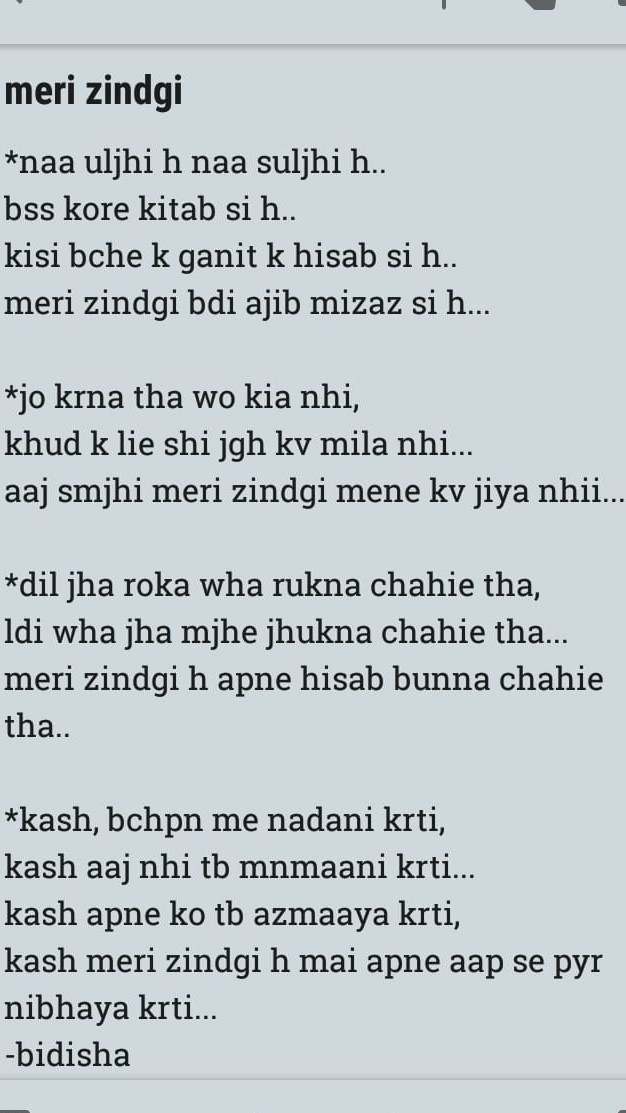 meri zindgi
*naa uljhi h naa suljhi h..
bss kore kitab si h..
kisi bche k ganit k hisab si h..
meri zindgi bdi ajib mizaz si h...
*jo krna tha wo kia nhi,
khud k lie shi jgh kv mila nhi...
aaj smjhi meri zindgi mene kv jiya nhii...
*dil jha roka wha rukna chahie tha,
ldi wha jha mjhe jhukna chahie tha...
meri zindgi h apne hisab bunna chahie
tha..
*kash, bchpn me nadani krti,
kash aaj nhi tb mnmaani krti...
kash apne ko tb azmaaya krti,
kash meri zindgi h mai apne aap se pyr
nibhaya krti...
-bidisha